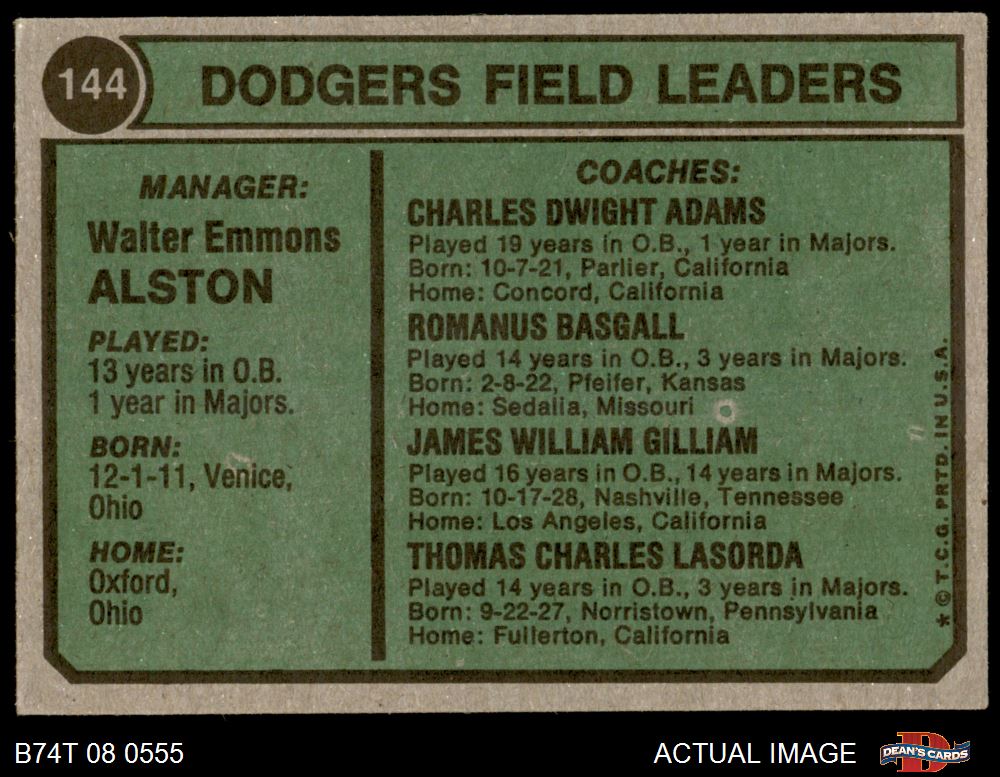 144
DODGERS FIELD LEADERS
MANAGER:
Walter Emmons
ALSTON
PLAYED:
13 years in O.B.
1 year in Majors.
BORN:
12-1-11, Venice,
Ohio
HOME:
Oxford,
Ohio
COACHES:
CHARLES DWIGHT ADAMS
Played 19 years in O.B., 1 year in Majors.
Born: 10-7-21, Parlier, California
Home: Concord, California
ROMANUS BASGALL
Played 14 years in O.B., 3 years in Majors.
Born: 2-8-22, Pfeifer, Kansas
Home: Sedalia, Missouri
JAMES WILLIAM GILLIAM
Played 16 years in O.B., 14 years in Majors.
Born: 10-17-28, Nashville, Tennessee
Home: Los Angeles, California
THOMAS CHARLES LASORDA
Played 14 years in O.B., 3 years in Majors.
Born: 9-22-27, Norristown, Pennsylvania
Home: Fullerton, California
* © T.C.G. PRTD. IN U.S.A.
B74T 08 0555
ACTUAL IMAGE
D
DEAN'S CARDS